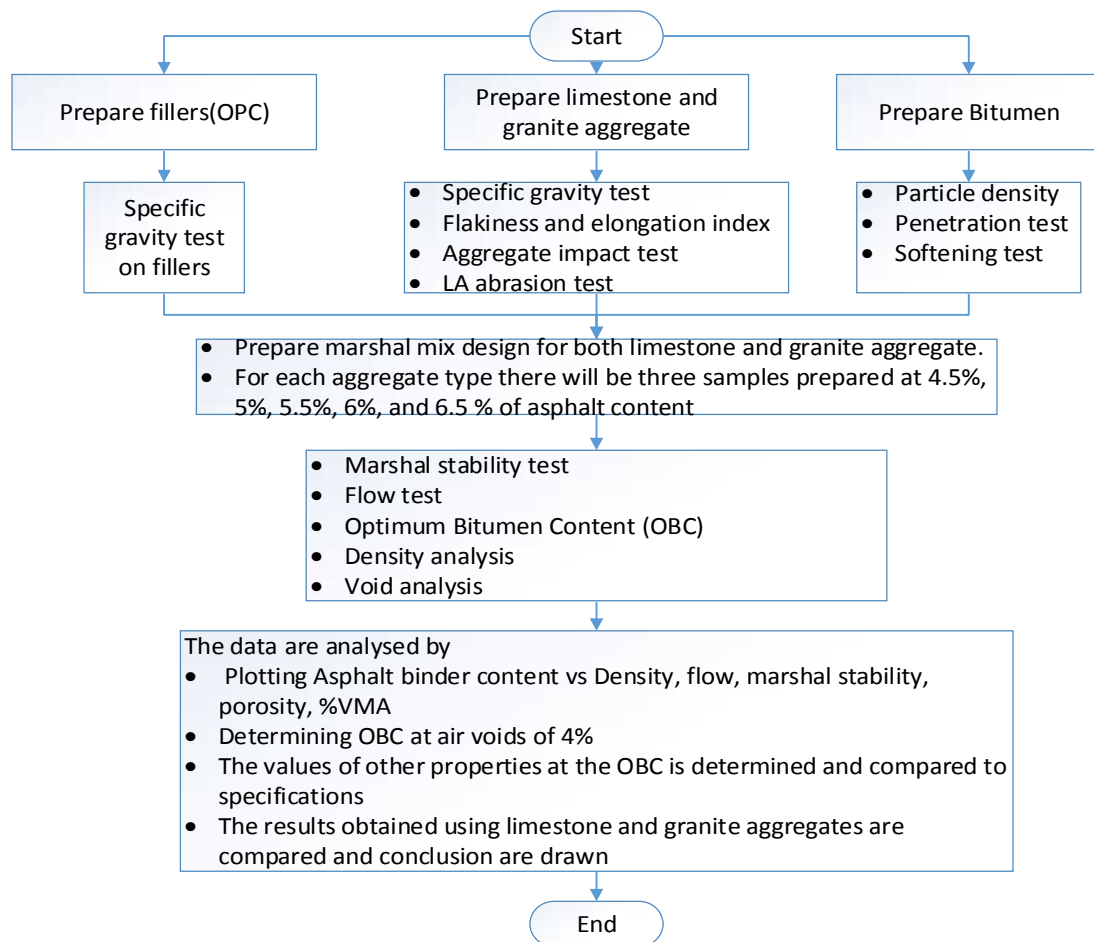 Start
Prepare fillers(OPC)
Prepare limestone and
granite aggregate
Prepare Bitumen
Specific
gravity test
on fillers
• Specific gravity test
• Flakiness and elongation index
• Aggregate impact test
• LA abrasion test
• Particle density
• Penetration test
• Softening test
• Prepare marshal mix design for both limestone and granite aggregate.
• For each aggregate type there will be three samples prepared at 4.5%,
5%, 5.5%, 6%, and 6.5 % of asphalt content
• Marshal stability test
• Flow test
• Optimum Bitumen Content (OBC)
• Density analysis
• Void analysis
The data are analysed by
• Plotting Asphalt binder content vs Density, flow, marshal stability,
porosity, %VMA
• Determining OBC at air voids of 4%
• The values of other properties at the OBC is determined and compared to
specifications
• The results obtained using limestone and granite aggregates are
compared and conclusion are drawn
End